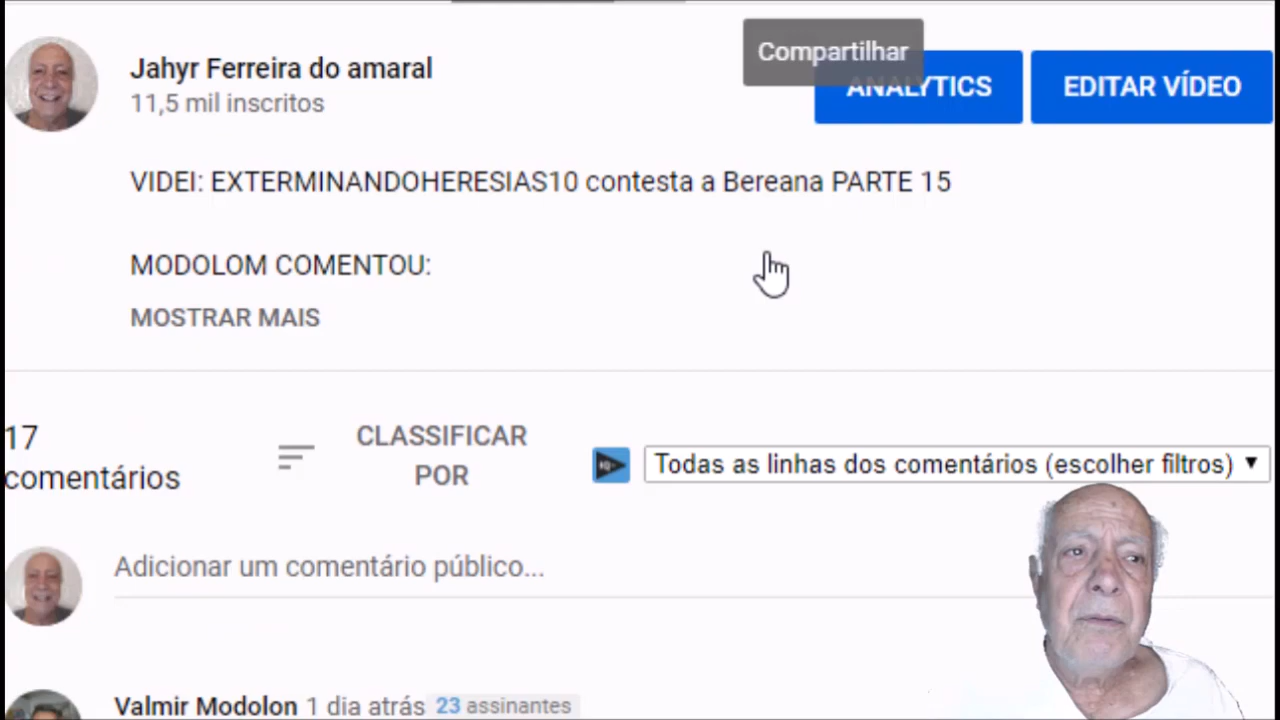 Jahyr Ferreira do amaral
11,5 mil inscritos
Compartilhar
ANALYTICS
EDITAR VÍDEO
VIDEI: EXTERMINANDOHERESIAS10 contesta a Bereana PARTE 15
MODOLOM COMENTOU:
MOSTRAR MAIS
17
comentários
CLASSIFICAR
POR
Todas as linhas dos comentários (escolher filtros)
Adicionar um comentário público...
Valmir Modolon 1 dia atrás 23 assinantes